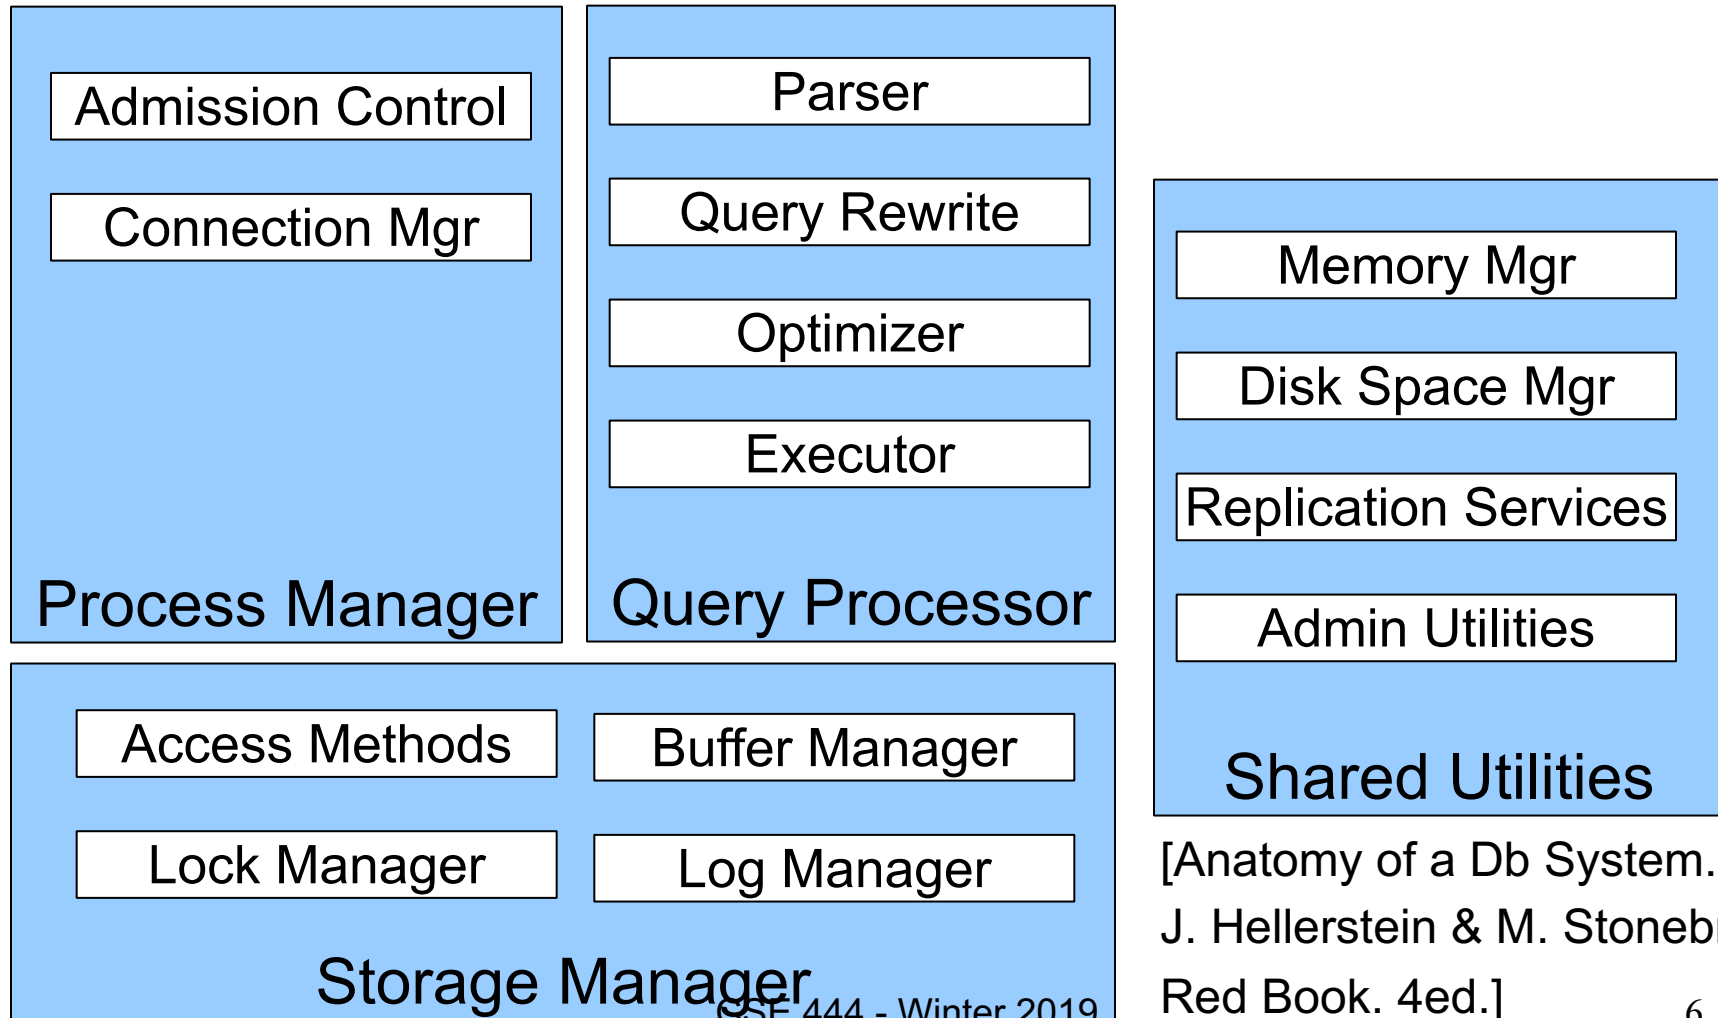 Admission Control
Connection Mgr
Process Manager
Parser
Query Rewrite
Optimizer
Executor
Query Processor
Access Methods
Buffer Manager
Lock Manager
Log Manager
Storage Manager
Memory Mgr
Disk Space Mgr
Replication Services
Admin Utilities
Shared Utilities
[Anatomy of a Db System.
J. Hellerstein & M.
Red Book. 4ed.]
CSE 444 - Winter 2019
6